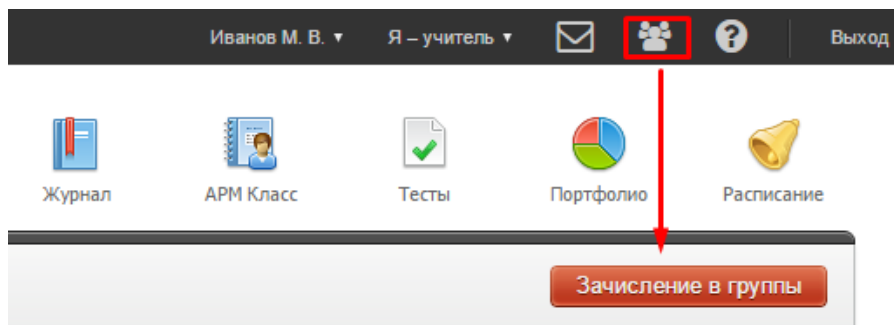 Иванов М. В. ▾ Я – учитель ▾ ? Выход
Журнал АРМ Класс Тесты Портфолио Расписание
Зачисление в группы